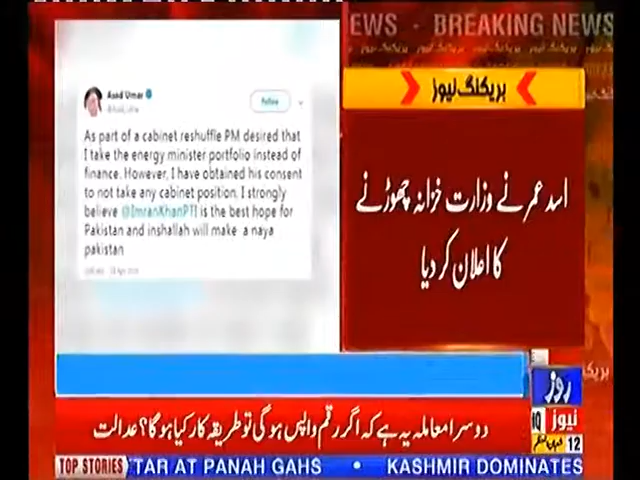 EWS - BREAKING NEWS
بریکنگ نیوز
Asad Umar
Follow
As part of a cabinet reshuffle PM desired that
I take the energy minister portfolio instead of
finance. However, I have obtained his consent
to not take any cabinet position. I strongly
believe @ImranKhanPTI is the best hope for
Pakistan and inshallah will make a naya
pakistan
اسد عمر نے وزارت خزانہ چھوڑنے
کا اعلان کر دیا
روز
نیوز
HQ
12
دوسرا معاملہ یہ ہے کہ اگر رقم واپس ہوگی تو طریقہ کار کیا ہوگا؟ عدالت
TOP STORIES TAR AT PANAH GAHS • KASHMIR DOMINATES